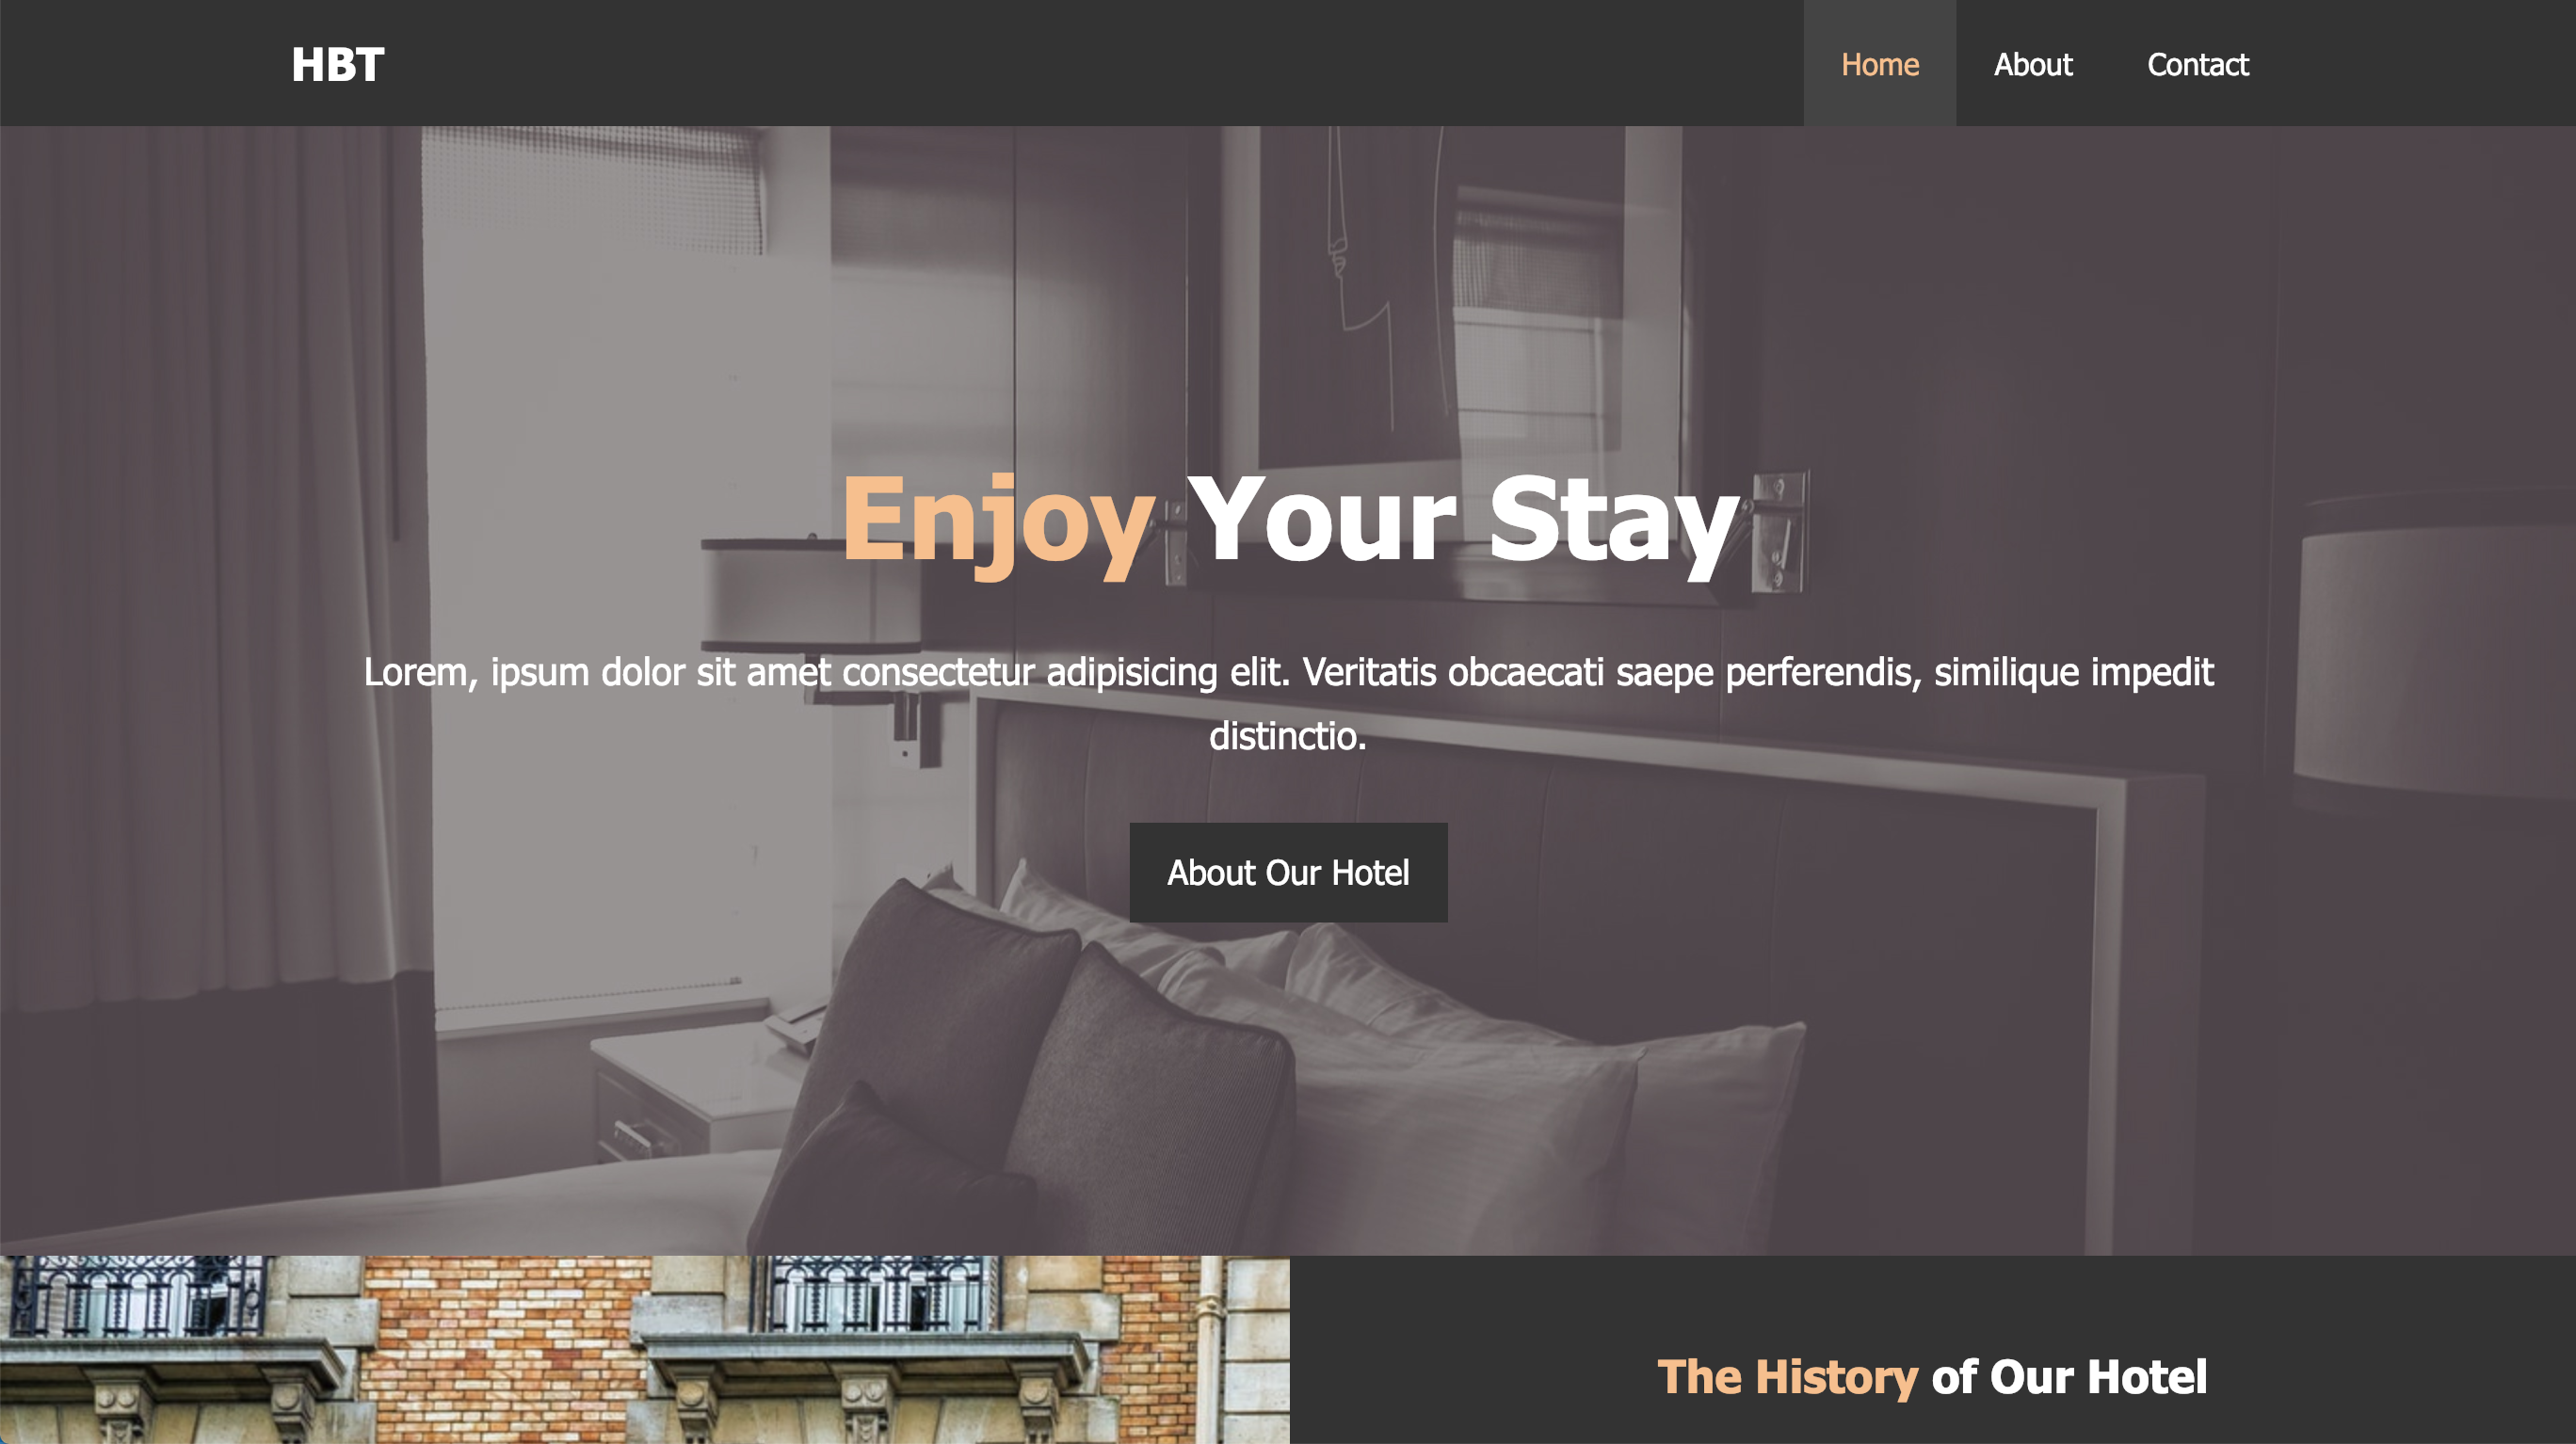 HBT
Home
About
Contact
Enjoy Your Stay
Lorem, ipsum dolor sit amet consectetur adipisicing elit. Veritatis obcaecati saepe perferendis, similique impedit
distinctio.
About Our Hotel
The History of Our Hotel